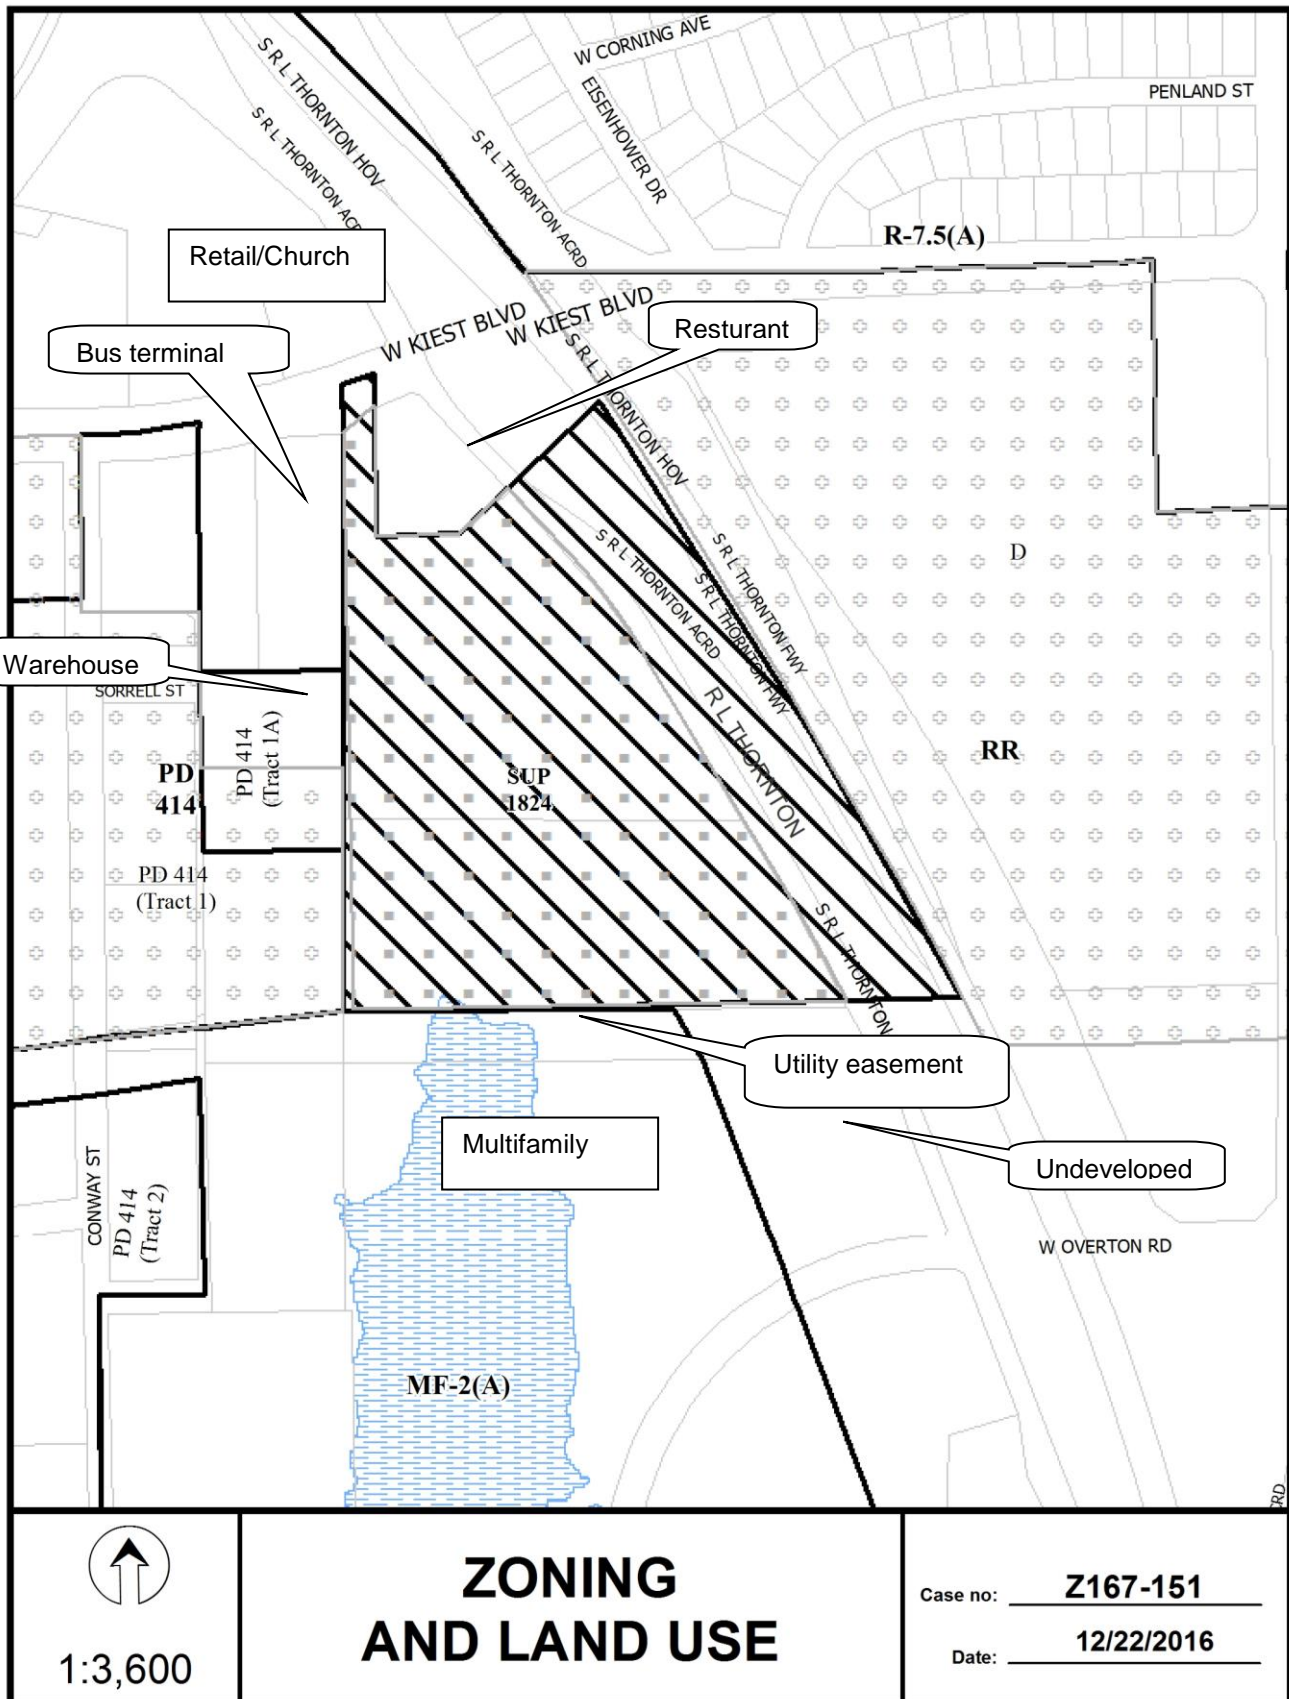 W CORNING AVE
S R L THORNTON HOV
EISENHOWER DR
PENLAND ST
S R L THORNTON ACRD
S R L THORNTON ACRD
R-7.5(A)
Retail/Church
W KIEST BLVD
W KIEST BLVD
Resturant
Bus terminal
S R L THORNTON HOV
S R L THORNTON FWY
S R L THORNTON ACRD
S R L THORNTON FWY
D
Warehouse
SORRELL ST
PD 414
(Tract 1A)
R L THORNTON
RR
PD
414
SUP
1824
PD 414
(Tract 1)
S R L THORNTON
Utility easement
Multifamily
Undeveloped
CONWAY ST
PD 414
(Tract 2)
W OVERTON RD
MF-2(A)
CRD
1:3,600
ZONING
AND LAND USE
Case no: Z167-151
Date: 12/22/2016